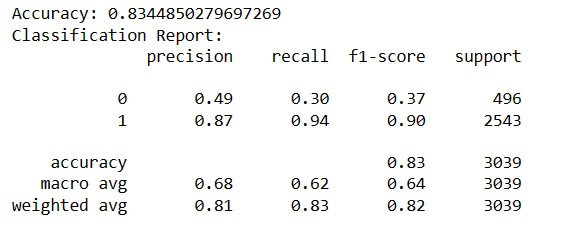 Accuracy: 0.8344850279697269
Classification Report:
precision recall f1-score support
0 0.49 0.30 0.37 496
1 0.87 0.94 0.90 2543
accuracy 0.83 3039
macro avg 0.68 0.62 0.64 3039
weighted avg 0.81 0.83 0.82 3039